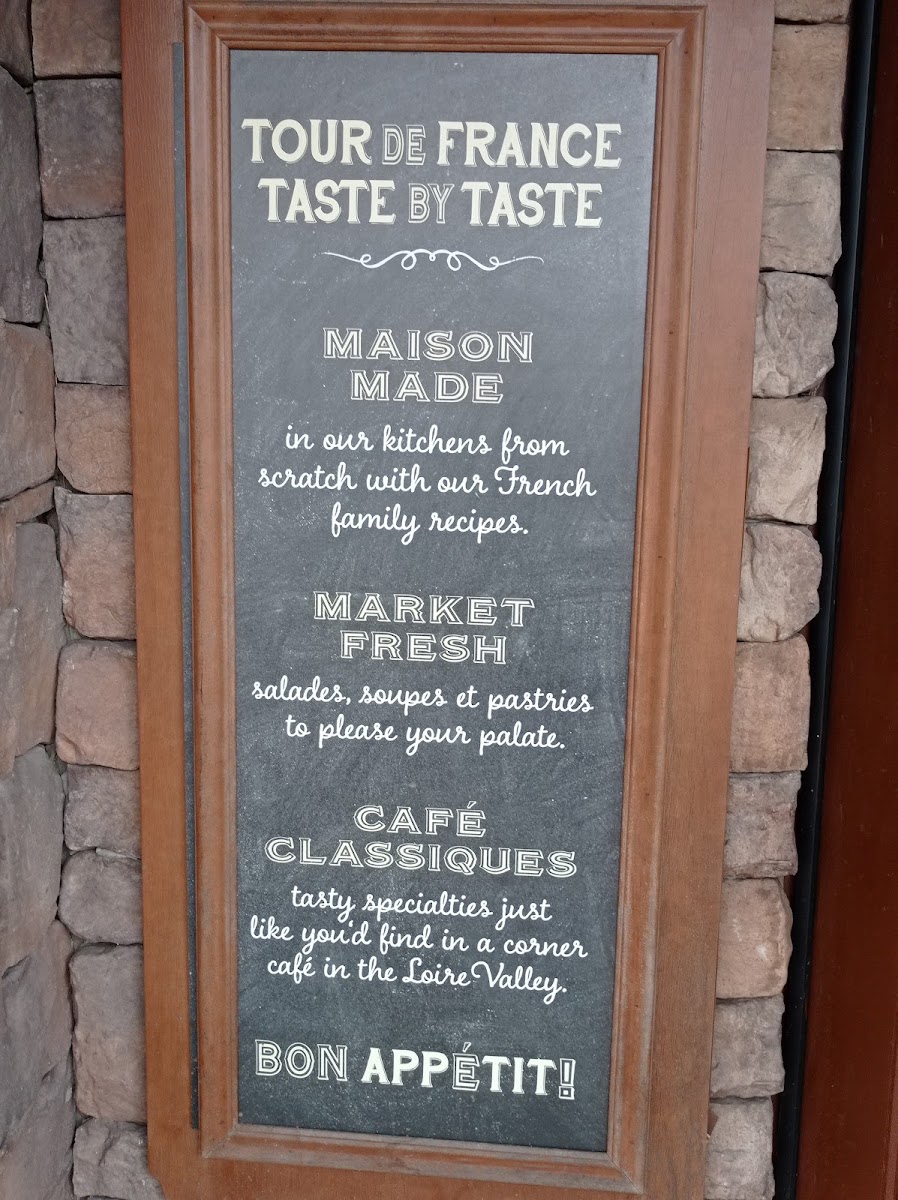 TOUR DE FRANCE
TASTE BY TASTE
MAISON
MADE
in our kitchens from
scratch with our French
family recipes.
MARKET
FRESH
salades, soupes et pastries
to please your palate.
CAFÉ
CLASSIQUES
tasty specialties just
like you'd find in a corner
café in the Loire Valley.
BON APPÉTIT!